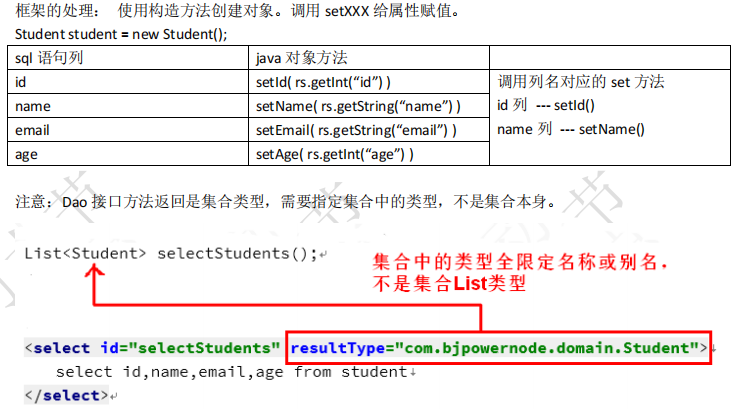 框架的处理： 使用构造方法创建对象。调用 setXXX 给属性赋值。
Student student = new Student();
sql 语句列 java 对象方法
id setId( rs.getInt(“id”) ) 调用列名对应的 set 方法
name setName( rs.getString(“name”) ) id 列 --- setId()
email setEmail( rs.getString(“email”) ) name 列 --- setName()
age setAge( rs.getInt(“age”) )
注意：Dao 接口方法返回是集合类型，需要指定集合中的类型，不是集合本身。
List<Student> selectStudents();
集合中的类型全限定名称或别名，
不是集合List类型
<select id="selectStudents" resultType="com.bjpowernode.domain.Student">
select id,name,email,age from student
</select>